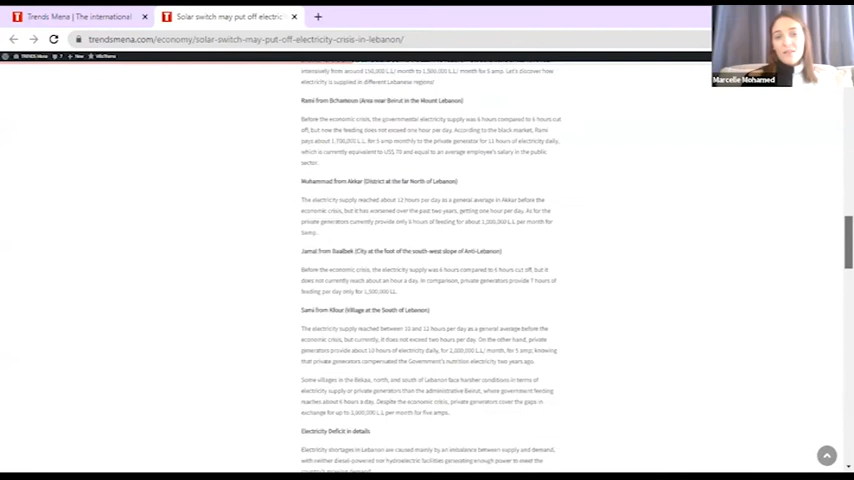 Trends Mena | The international
Solar switch may put off electric
trendsmena.com/economy/solar-switch-may-put-off-electricity-crisis-in-lebanon/
TRENDS Mena 7 New WikiTrems
Marcelle Mohamed
intensively from around 150,000 L.L/ month to 1,500,000 L.L/ month for 5 amp. Let's discover how
electricity is supplied in different Lebanese regions!
Rami from Bchamoun (Area near Beirut in the Mount Lebanon)
Before the economic crisis, the governmental electricity supply was 6 hours compared to 6 hours cut
off, but now the feeding does not exceed one hour per day. According to the black market, Rami
pays about 1.750,000 L.L. for 5 amp monthly to the private generator for 11 hours of electricity daily,
which is currently equivalent to US$ 70 and equal to an average employee's salary in the public
sector.
Muhammad from Akkar (District at the far North of Lebanon)
The electricity supply reached about 12 hours per day as a general average in Akkar before the
economic crisis, but it has worsened over the past two years, getting one hour per day. As for the
private generators currently provide only 8 hours of feeding for about 1,000,000 L.L per month for
5amp.
Jamal from Baalbek (City at the foot of the south-west slope of Anti-Lebanon)
Before the economic crisis, the electricity supply was 6 hours compared to 6 hours cut off, but it
does not currently reach about an hour a day. In comparison, private generators provide 7 hours of
feeding per day only for 1,500,000 LL.
Sami from Kfour (Village at the South of Lebanon)
The electricity supply reached between 10 and 12 hours per day as a general average before the
economic crisis, but currently, it does not exceed two hours per day. On the other hand, private
generators provide about 10 hours of electricity daily, for 2,000,000 L.L/ month, for 5 amp; knowing
that private generators compensated the Government's nutrition electricity two years ago.
Some villages in the Bekaa, north, and south of Lebanon face harsher conditions in terms of
electricity supply or private generators than the administrative Beirut, where government feeding
reaches about 6 hours a day. Despite the economic crisis, private generators cover the gaps in
exchange for up to 3,000,000 L.L per month for five amps.
Electricity Deficit in details
Electricity shortages in Lebanon are caused mainly by an imbalance between supply and demand,
with neither diesel-powered nor hydroelectric facilities generating enough power to meet the